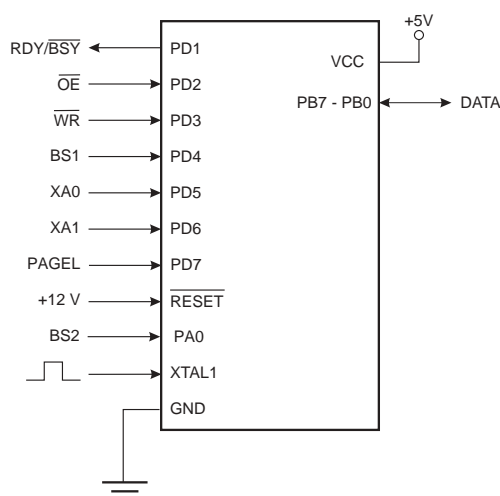 +5V
RDY/BSY PD1
VCC
OE PD2
PB7 - PB0 DATA
WR PD3
BS1 PD4
XA0 PD5
XA1 PD6
PAGEL PD7
+12 V RESET
BS2 PA0
XTAL1
GND